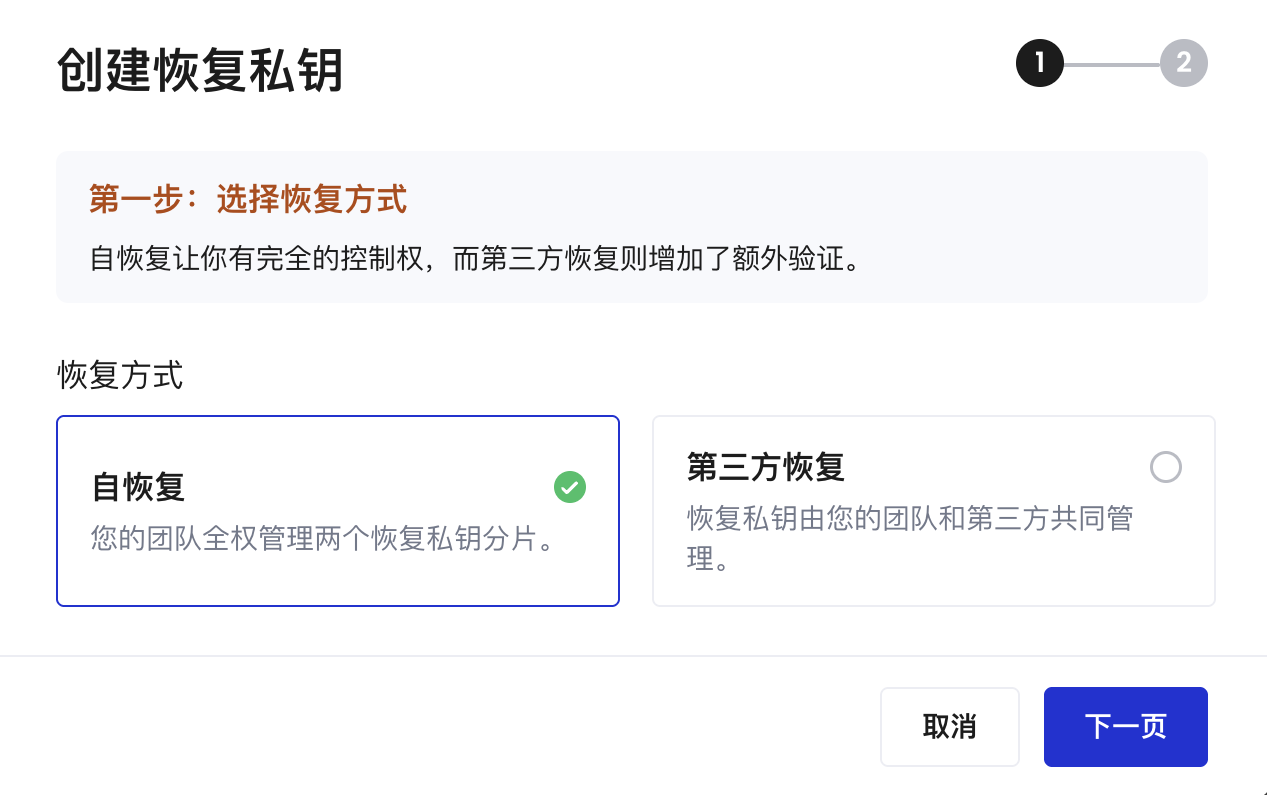 创建恢复私钥
1
2
第一步：选择恢复方式
自恢复让你有完全的控制权，而第三方恢复则增加了额外验证。
恢复方式
自恢复
您的团队全权管理两个恢复私钥分片。
第三方恢复
恢复私钥由您的团队和第三方共同管
理。
取消
下一页